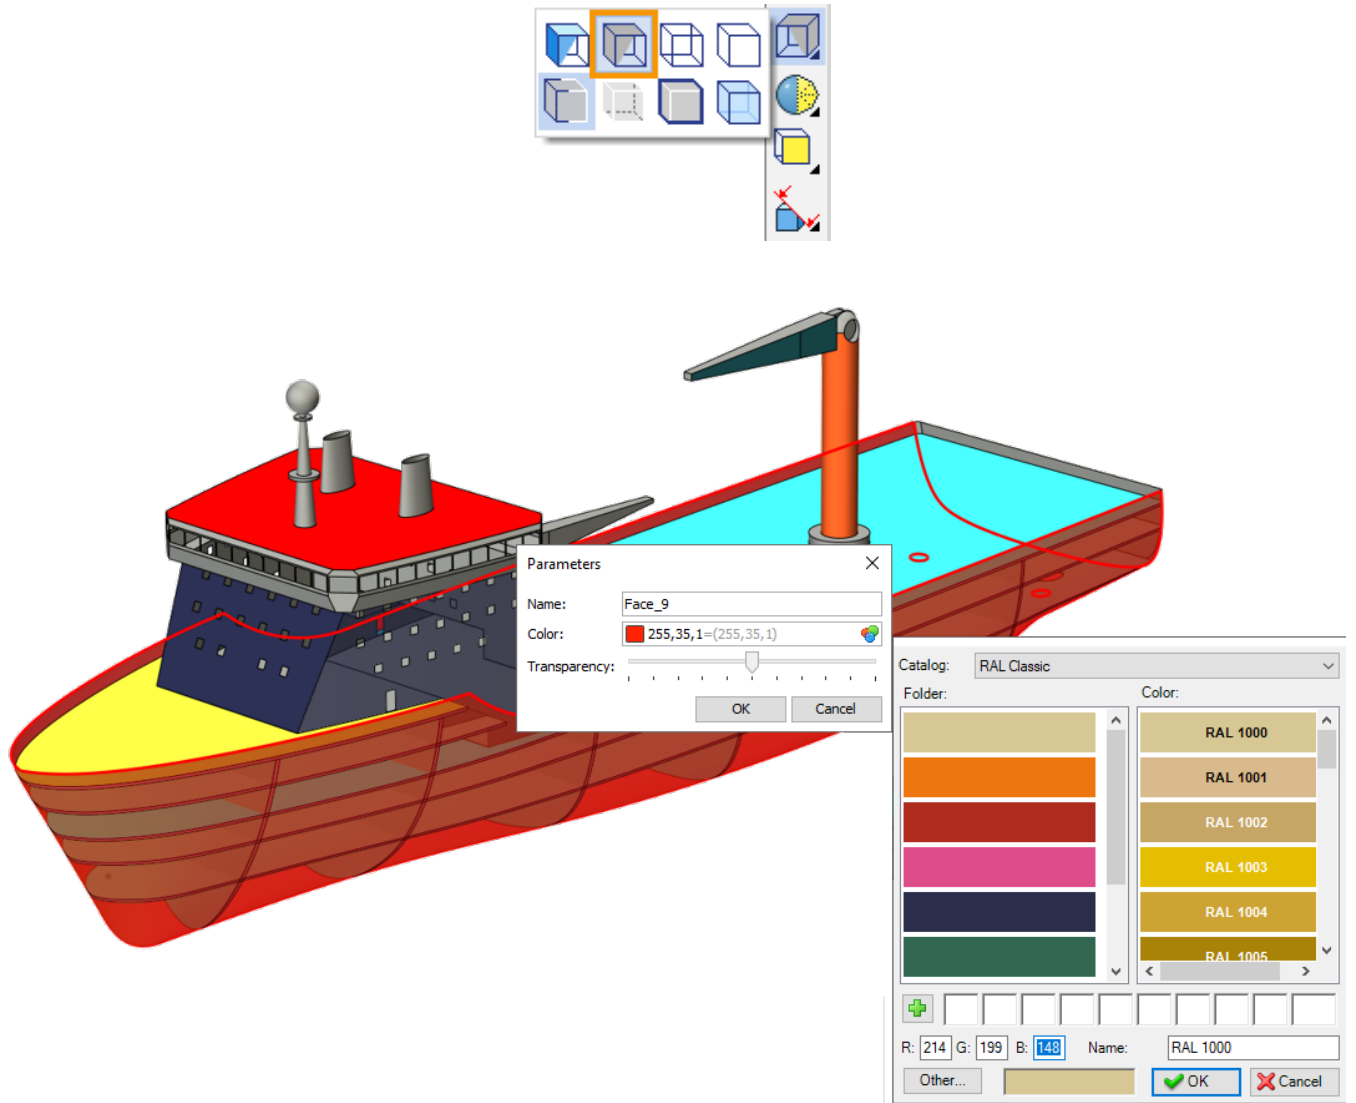 Parameters
Name: Face_9
Color: 255,35,1=(255,35,1)
Transparency:
OK Cancel
Catalog: RAL Classic
Folder: Color:
RAL 1000
RAL 1001
RAL 1002
RAL 1003
RAL 1004
RAL 1005
R: 214 G: 199 B: 148 Name: RAL 1000
Other... OK Cancel